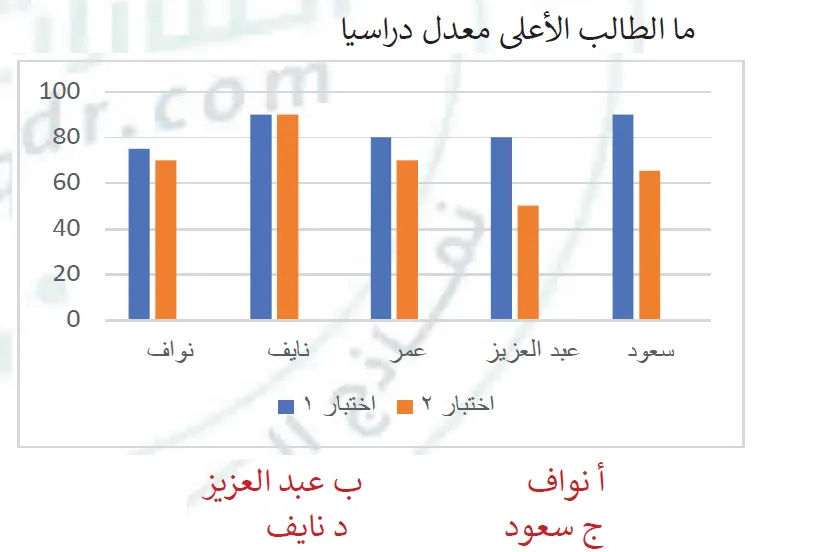 ما الطالب الأعلى معدل دراسيا
100
80
60
40
20
0
نواف نايف عمر عبد العزيز سعود
اختبار ١ اختبار ٢
أ نواف ب عبد العزيز
ج سعود د نايف